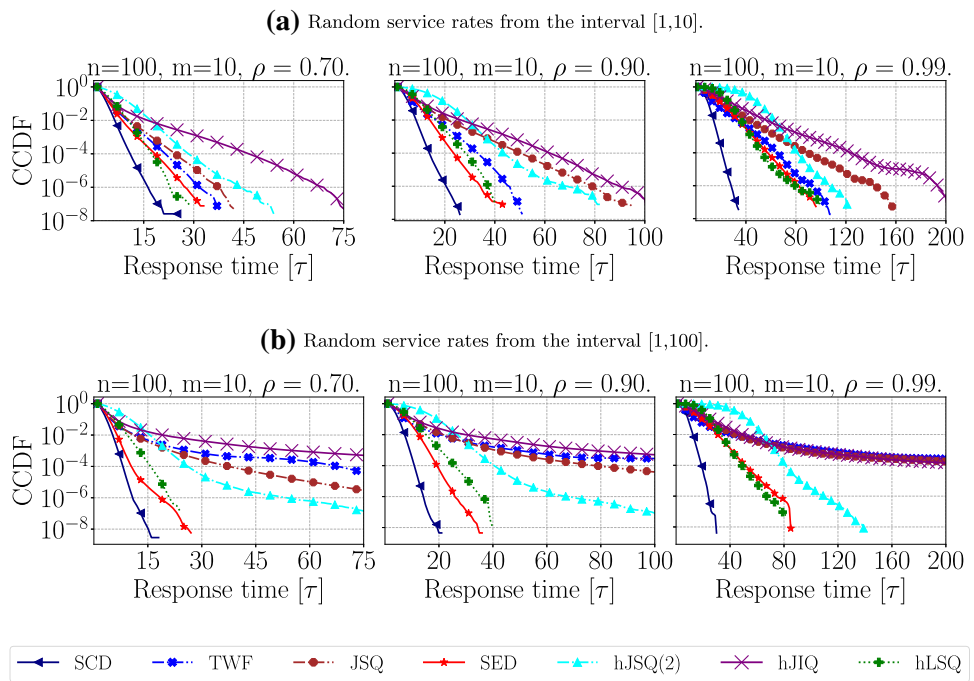 (a) Random service rates from the interval [1,10].
n=100, m=10, ρ = 0.70. n=100, m=10, ρ = 0.90. n=100, m=10, ρ = 0.99.
CCDF
10⁰
10⁻²
10⁻⁴
10⁻⁶
10⁻⁸
15 30 45 60 75 20 40 60 80 100 40 80 120 160 200
Response time [τ] Response time [τ] Response time [τ]
(b) Random service rates from the interval [1,100].
n=100, m=10, ρ = 0.70. n=100, m=10, ρ = 0.90. n=100, m=10, ρ = 0.99.
CCDF
10⁰
10⁻²
10⁻⁴
10⁻⁶
10⁻⁸
15 30 45 60 75 20 40 60 80 100 40 80 120 160 200
Response time [τ] Response time [τ] Response time [τ]
SCD TWF JSQ SED hJSQ(2) hJIQ hLSQ